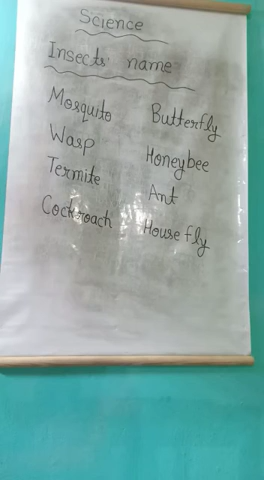 Science
Insects name
Mosquito
Wasp
Termite
Cockroach
Butterfly
Honeybee
Ant
House fly